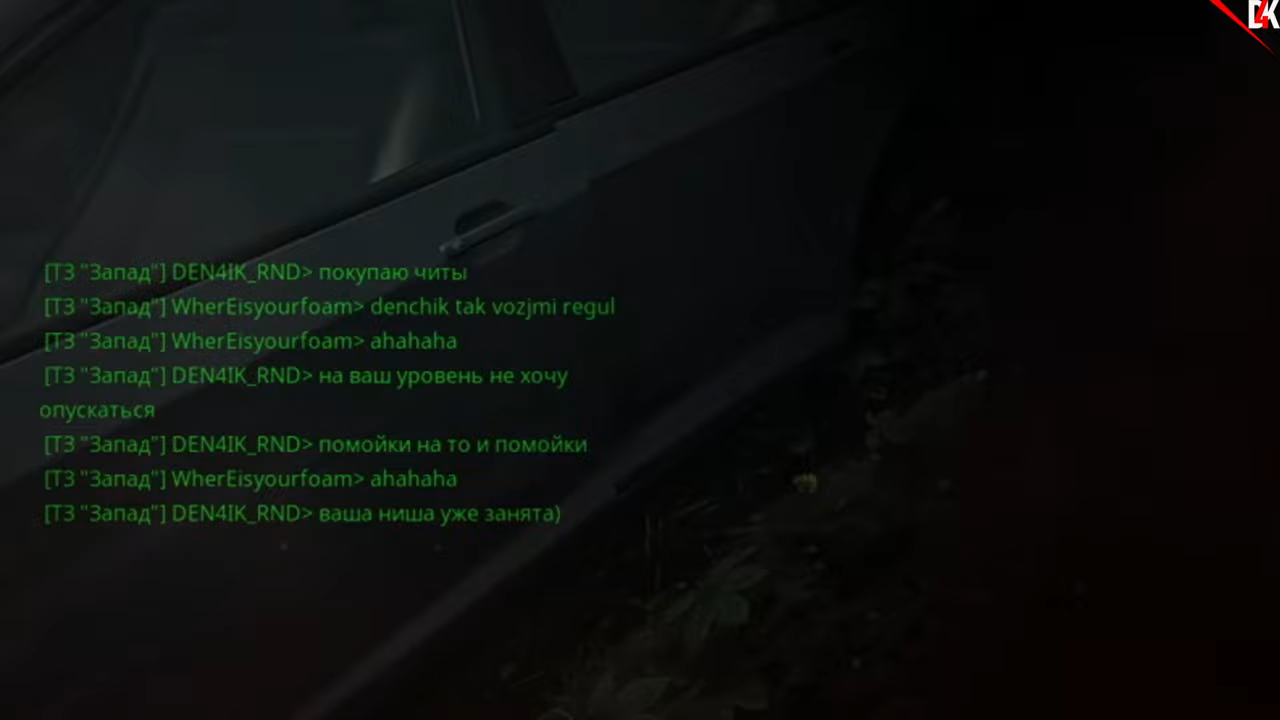 D4K
[ТЗ "Запад"] DEN4IK_RND> покупаю читы
[ТЗ "Запад"] WherEisyourfoam> denchik tak vozjmi regul
[ТЗ "Запад"] WherEisyourfoam> ahahaha
[ТЗ "Запад"] DEN4IK_RND> на ваш уровень не хочу
опускаться
[ТЗ "Запад"] DEN4IK_RND> помойки на то и помойки
[ТЗ "Запад"] WherEisyourfoam> ahahaha
[ТЗ "Запад"] DEN4IK_RND> ваша ниша уже занята)